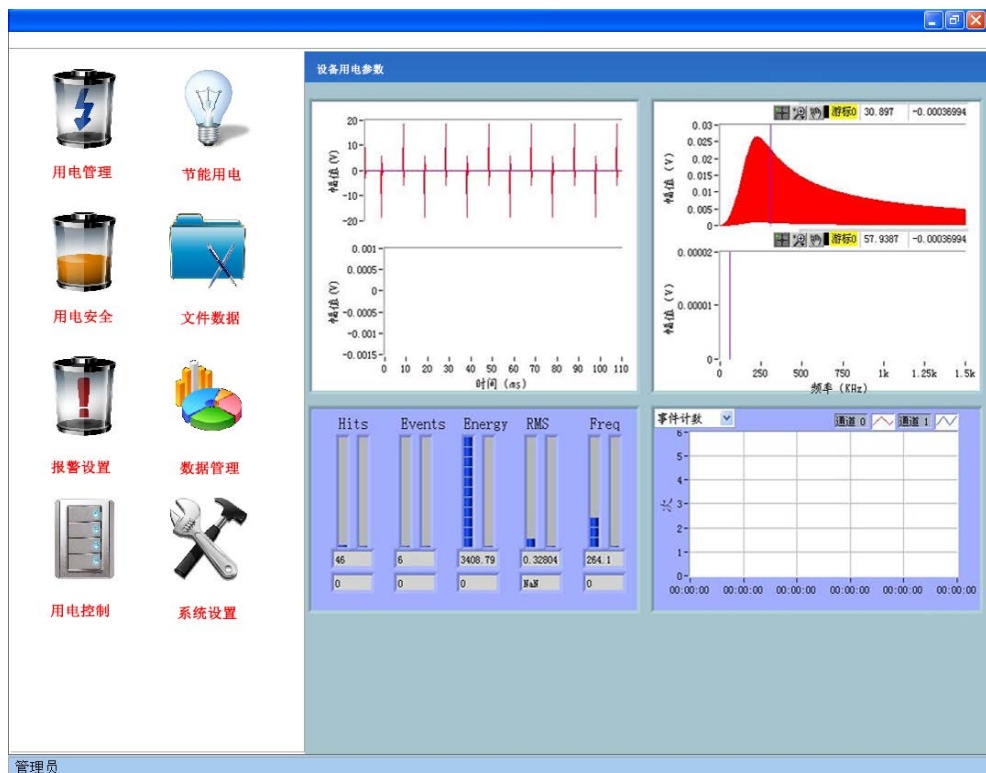 设备用电参数
用电管理
节能用电
用电安全
文件数据
报警设置
数据管理
用电控制
系统设置
20
10
0
-10
-20
幅值 (V)
0.001
0.0005
0
-0.0005
-0.001
-0.0015
幅值 (V)
0 10 20 30 40 50 60 70 80 90 100 110
时间 (ms)
游标0 30.897 -0.00036994
0.03
0.025
0.02
0.015
0.01
0.005
0
幅值 (V)
游标0 57.9387 -0.00036994
0.00002
0.00001
0
幅值 (V)
0 250 500 750 1k 1.25k 1.5k
频率 (KHz)
Hits Events Energy RMS Freq
46 6 3408.79 0.32804 264.1
0 0 0 NaN 0
事件计数 通道 0 通道 1
6
5
4
3
2
1
0
次
00:00:00 00:00:00 00:00:00 00:00:00 00:00:00 00:00:00
管理员